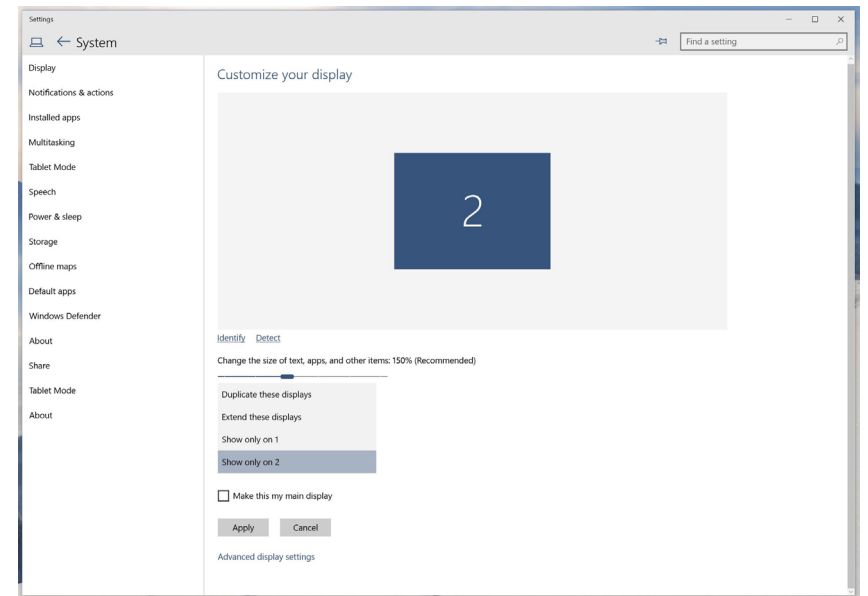 Settings
System
Find a setting
Display
Notifications & actions
Installed apps
Multitasking
Tablet Mode
Speech
Power & sleep
Storage
Offline maps
Default apps
Windows Defender
About
Share
Tablet Mode
About
Customize your display
2
Identify Detect
Change the size of text, apps, and other items: 150% (Recommended)
Duplicate these displays
Extend these displays
Show only on 1
Show only on 2
Make this my main display
Apply Cancel
Advanced display settings